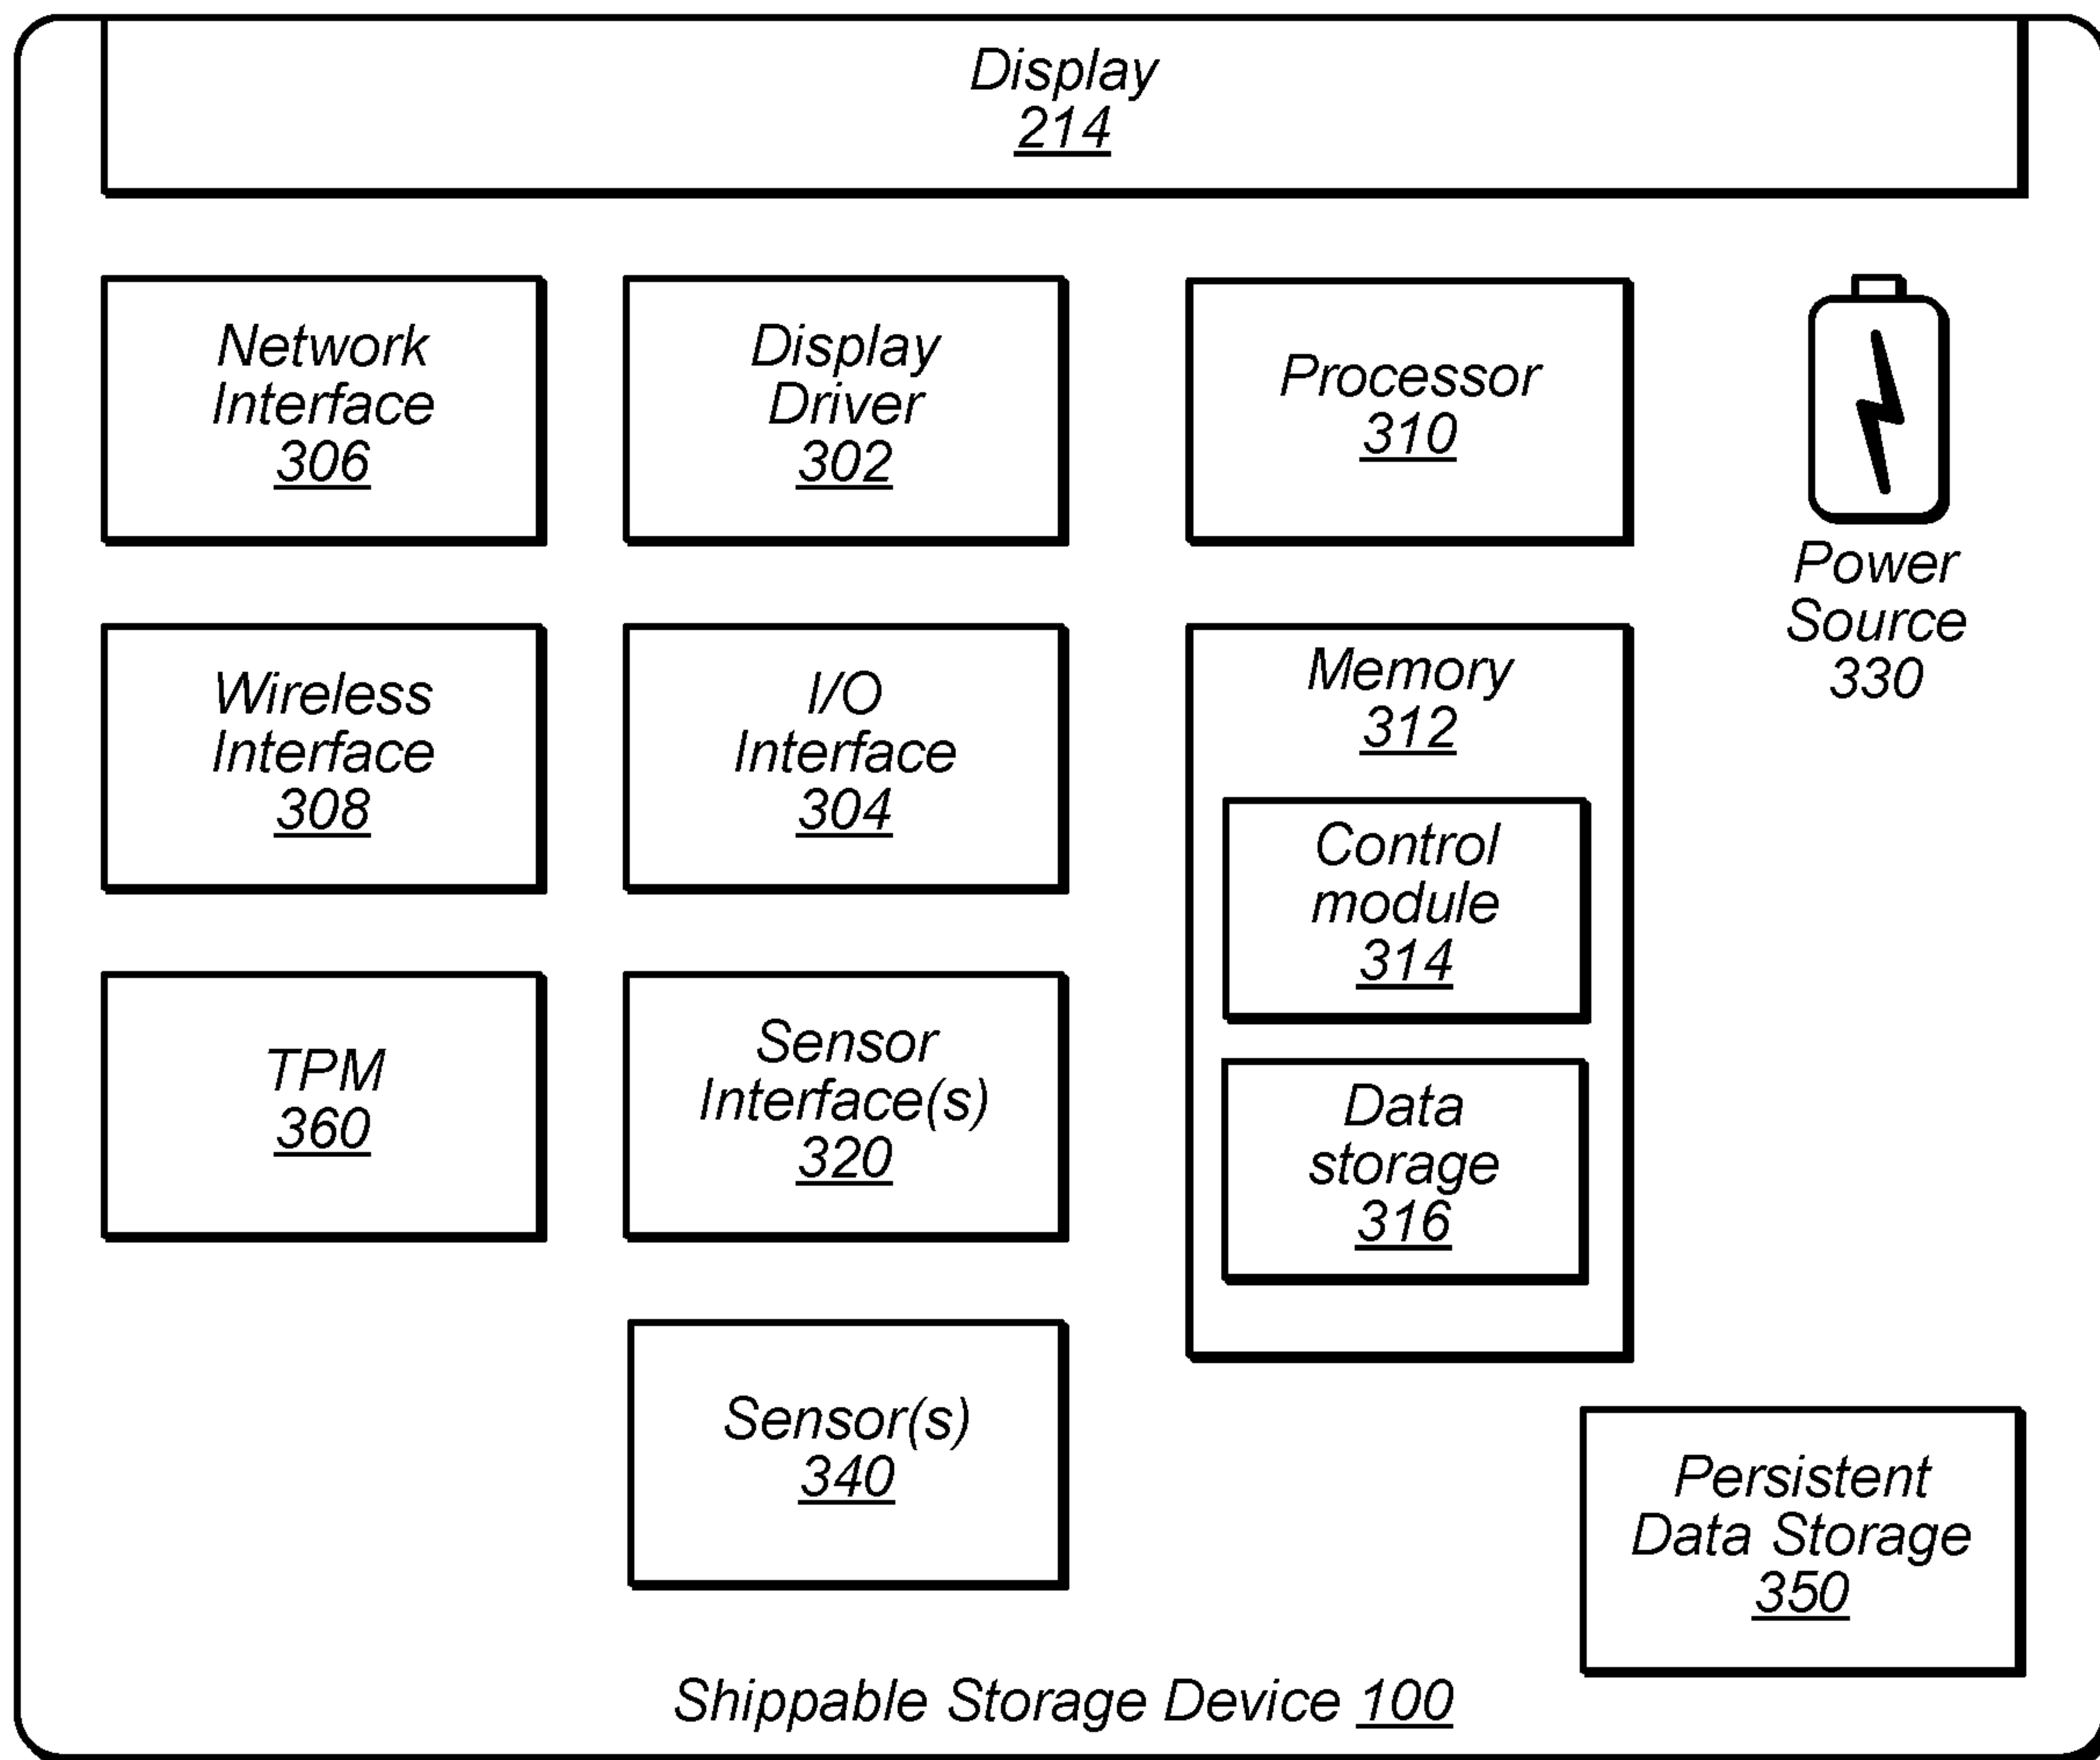 Display
214
Network
Interface
306
Display
Driver
302
Processor
310
Power
Source
330
Wireless
Interface
308
I/O
Interface
304
Memory
312
Control
module
314
Data
storage
316
TPM
360
Sensor
Interface(s)
320
Sensor(s)
340
Persistent
Data Storage
350
Shippable Storage Device 100